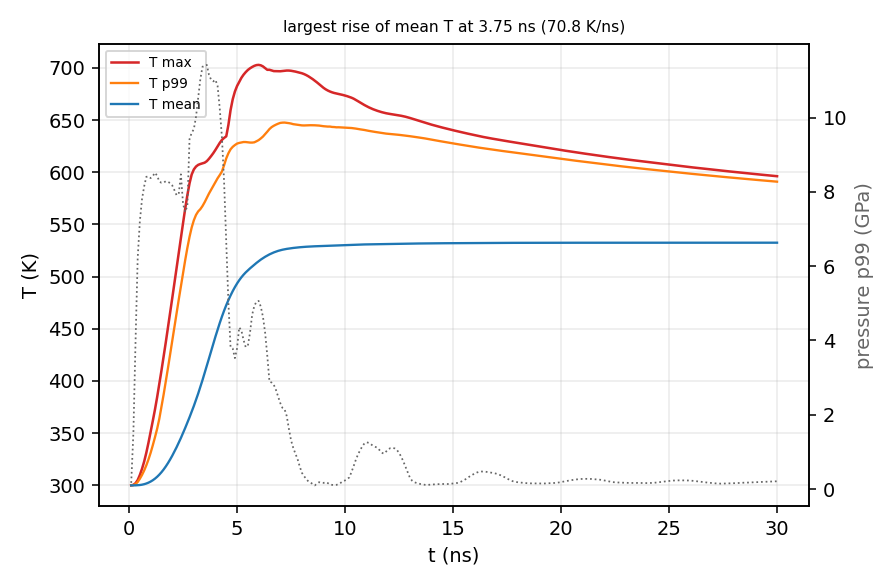 largest rise of mean T at 3.75 ns (70.8 K/ns)
T max
T p99
T mean
700
650
600
550
500
450
400
350
300
T (K)
10
8
6
4
2
0
pressure p99 (GPa)
0 5 10 15 20 25 30
t (ns)